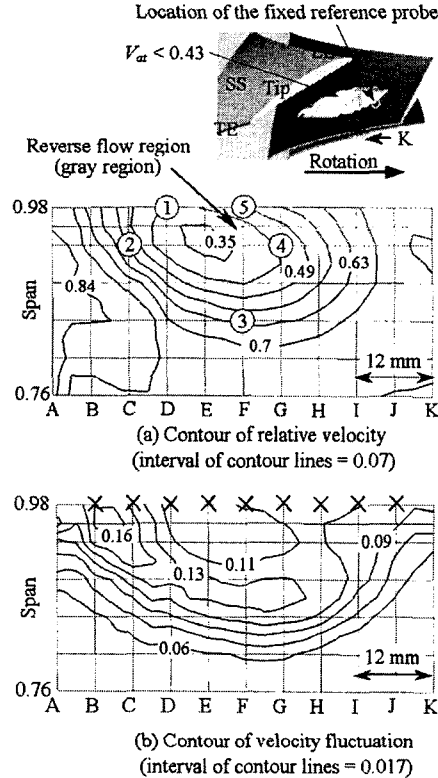 Location of the fixed reference probe
V_at < 0.43
SS
Tip
TE
K
Rotation
Reverse flow region
(gray region)
0.98
1
5
2
0.35
4
0.63
0.49
0.84
3
0.7
Span
12 mm
0.76
A B C D E F G H I J K
(a) Contour of relative velocity
(interval of contour lines = 0.07)
0.98
0.16
0.11
0.09
0.13
0.06
Span
12 mm
0.76
A B C D E F G H I J K
(b) Contour of velocity fluctuation
(interval of contour lines = 0.017)